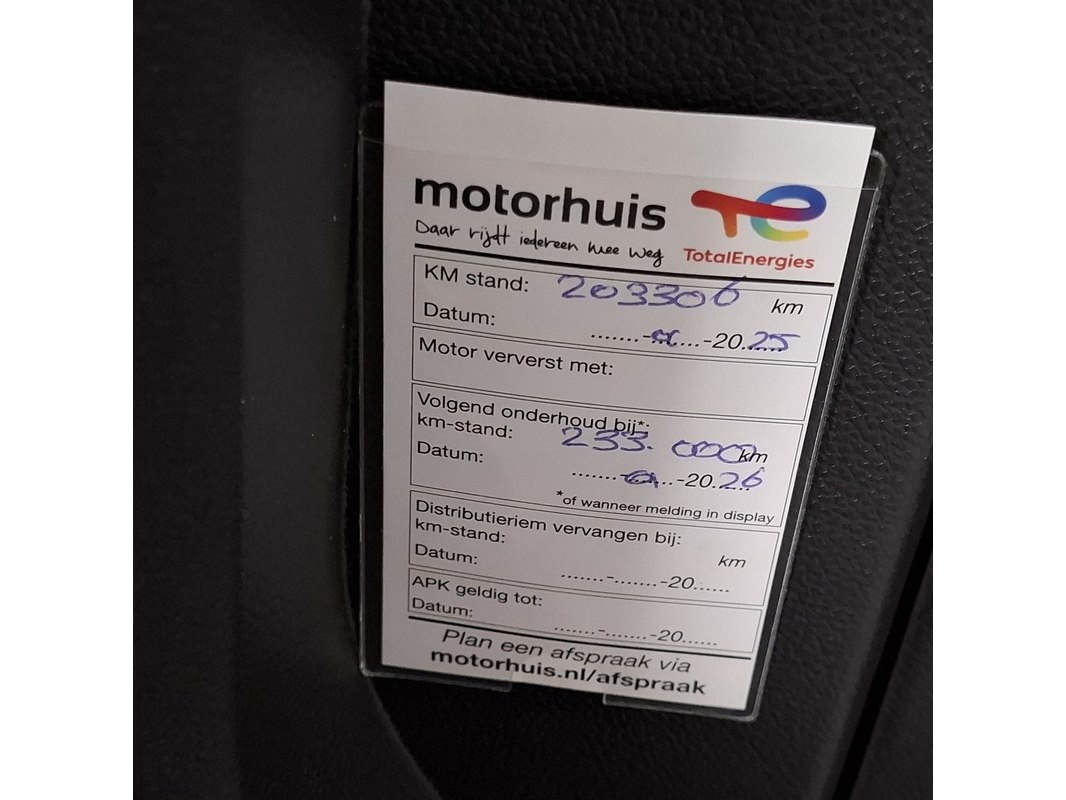 motorhuis
Daar rijdt iedereen mee weg
TotalEnergies
KM stand: 203306 km
Datum: .......-.......-20.25
Motor ververst met:
Volgend onderhoud bij*:
km-stand: 233.000 km
Datum: .......-.......-20.26
*of wanneer melding in display
Distributieriem vervangen bij:
km-stand: km
Datum: .......-.......-20......
APK geldig tot:
Datum: .......-.......-20......
Plan een afspraak via
motorhuis.nl/afspraak